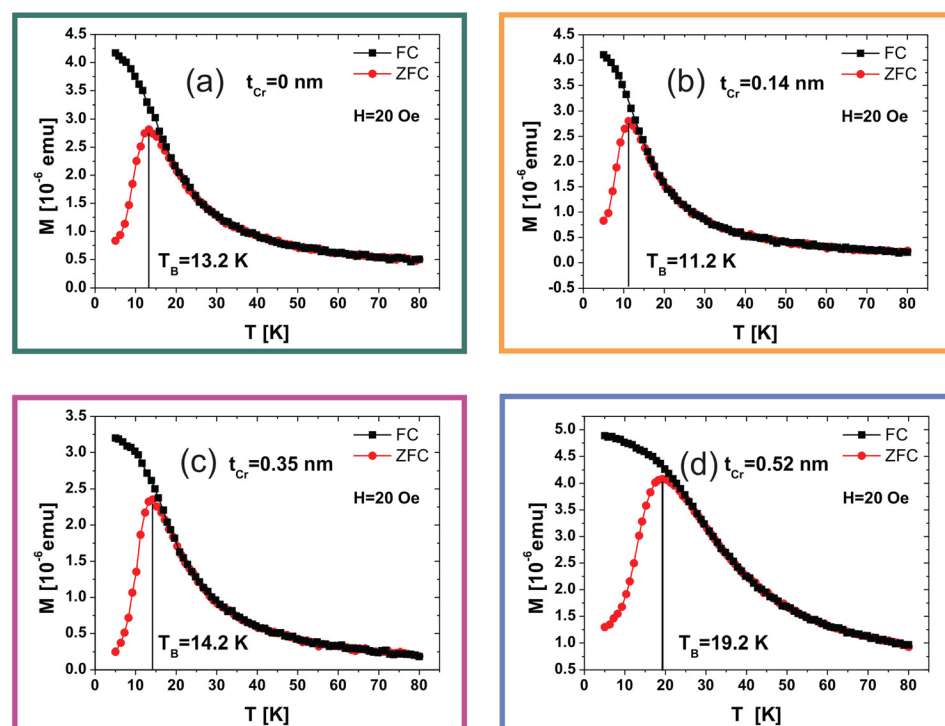 4.5
4.0
3.5
3.0
2.5
2.0
1.5
1.0
0.5
0.0
M [10⁻⁶ emu]
(a)
t_Cr=0 nm
FC
ZFC
H=20 Oe
T_B=13.2 K
0 10 20 30 40 50 60 70 80
T [K]
4.5
4.0
3.5
3.0
2.5
2.0
1.5
1.0
0.5
0.0
-0.5
M [10⁻⁶ emu]
(b)
t_Cr=0.14 nm
FC
ZFC
H=20 Oe
T_B=11.2 K
0 10 20 30 40 50 60 70 80
T [K]
3.5
3.0
2.5
2.0
1.5
1.0
0.5
0.0
M [10⁻⁶emu]
(c)
t_Cr=0.35 nm
FC
ZFC
H=20 Oe
T_B=14.2 K
0 10 20 30 40 50 60 70 80
T [K]
5.0
4.5
4.0
3.5
3.0
2.5
2.0
1.5
1.0
0.5
M [10⁻⁶emu]
(d)
t_Cr=0.52 nm
FC
ZFC
H=20 Oe
T_B=19.2 K
0 10 20 30 40 50 60 70 80
T [K]